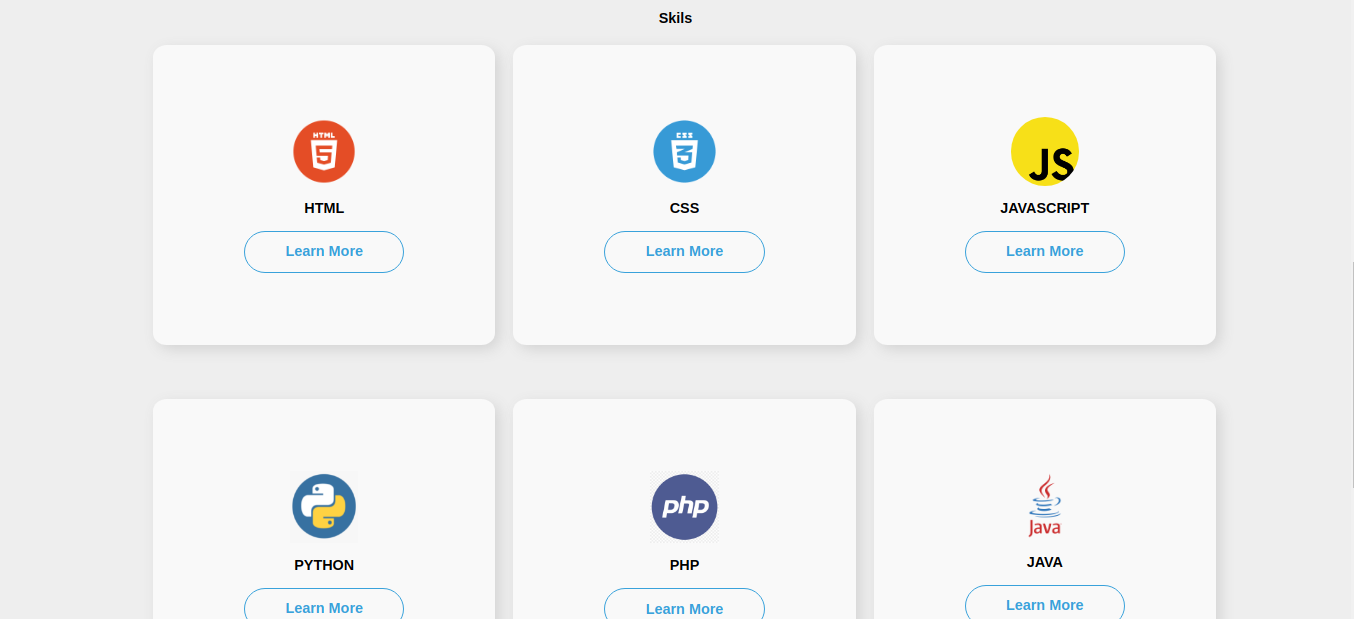 Skils
HTML
HTML
Learn More
CSS
CSS
Learn More
JS
JAVASCRIPT
Learn More
PYTHON
Learn More
php
PHP
Learn More
Java
JAVA
Learn More